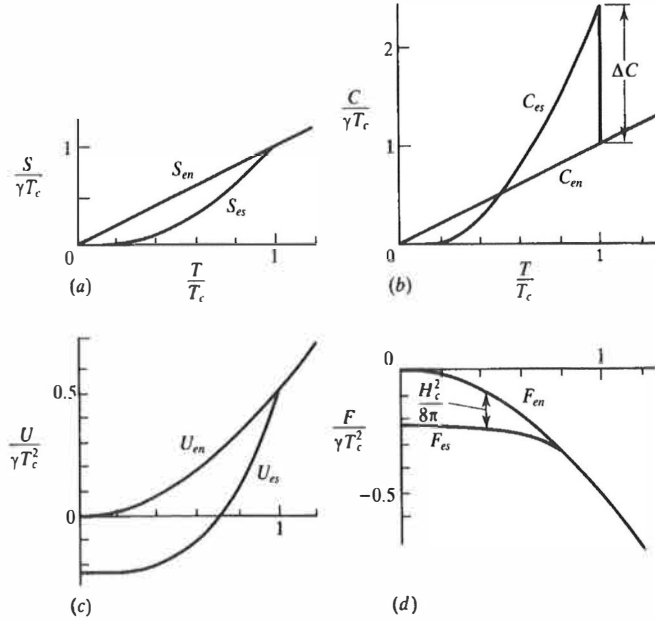 1
S/γT_c
S_en
S_es
0
1
T/T_c
(a)
2
C/γT_c
1
C_es
ΔC
C_en
0
1
T/T_c
(b)
0.5
U/γT_c^2
U_en
U_es
0
1
(c)
0
1
F/γT_c^2
H_c^2/8π
F_en
F_es
−0.5
(d)